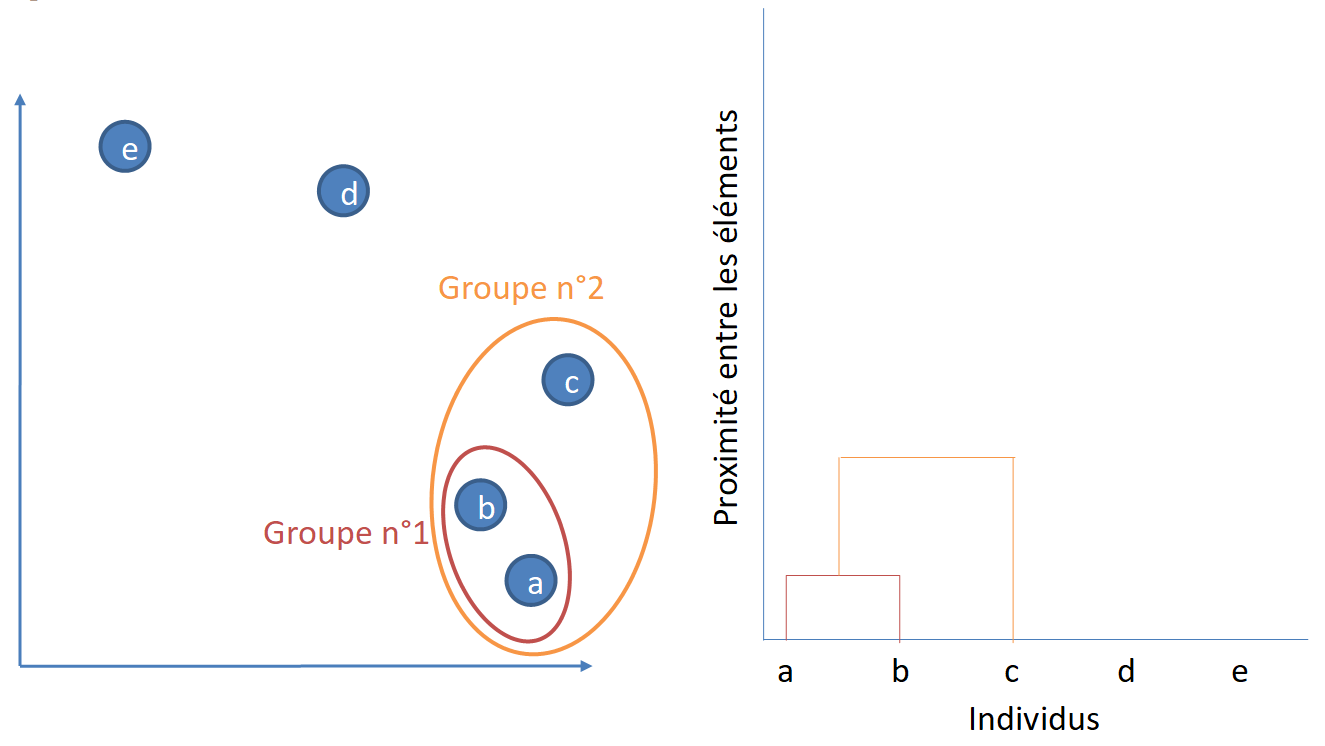 e
d
Groupe n°2
c
b
Groupe n°1
a
Proximité entre les éléments
a b c d e
Individus